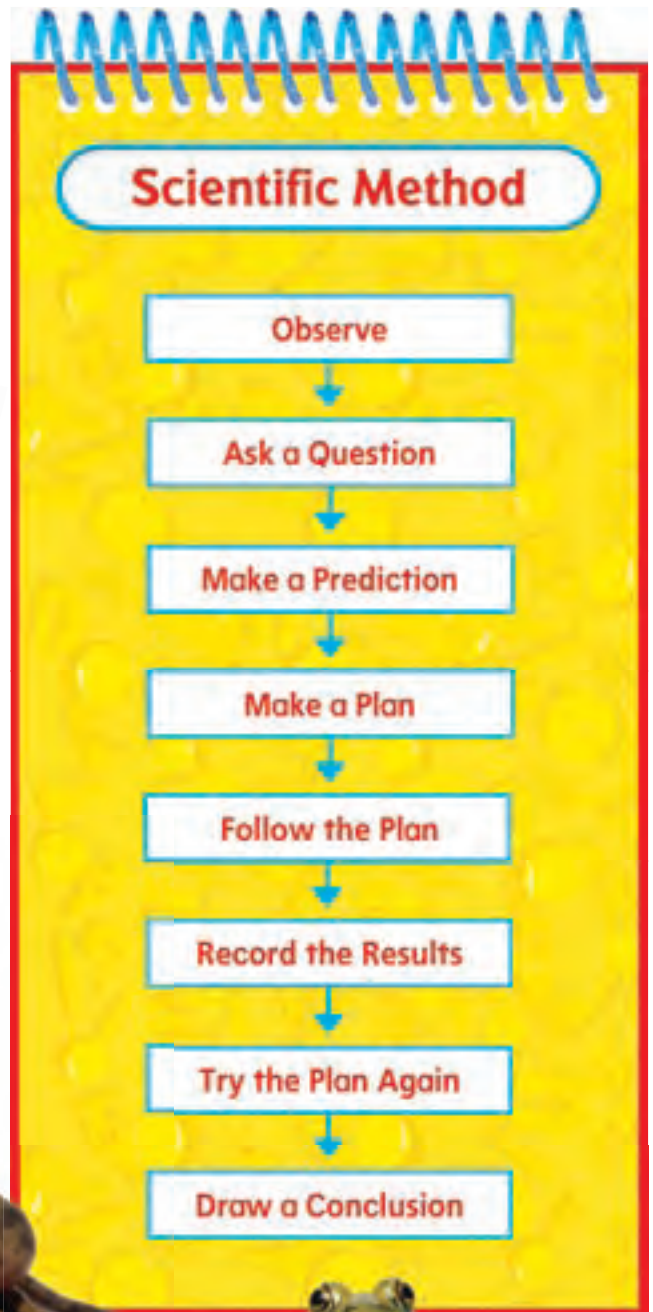 Scientific Method
Observe
Ask a Question
Make a Prediction
Make a Plan
Follow the Plan
Record the Results
Try the Plan Again
Draw a Conclusion